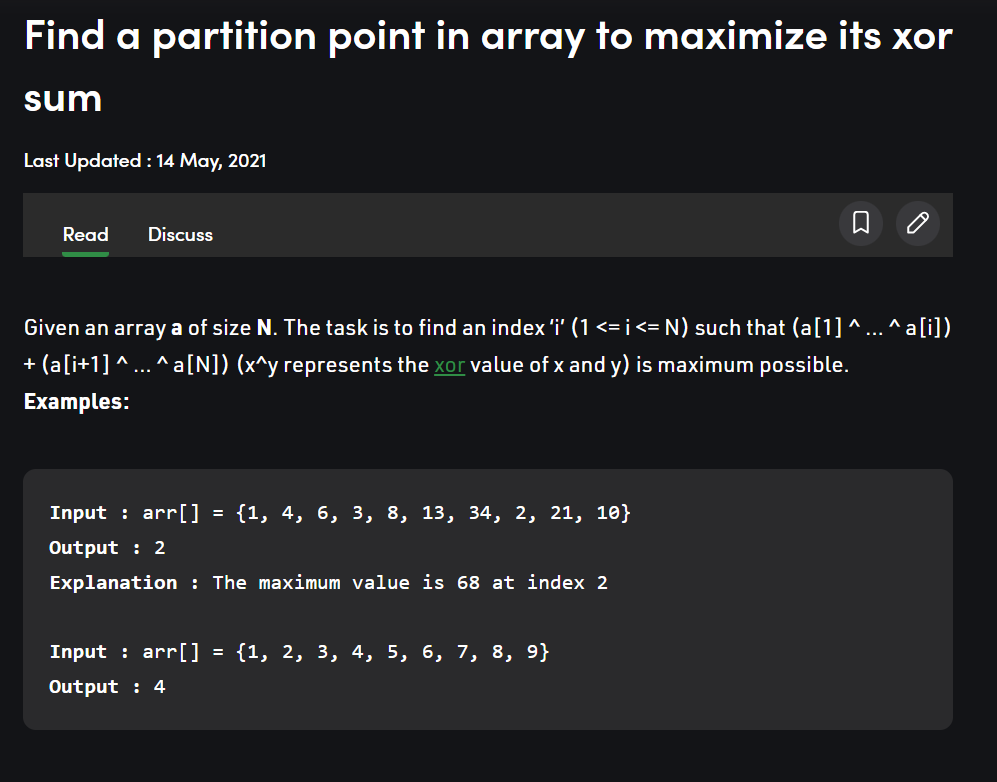 Find a partition point in array to maximize its xor
sum
Last Updated : 14 May, 2021
Read Discuss
Given an array a of size N. The task is to find an index ‘i’ (1 <= i <= N) such that (a[1] ^ … ^ a[i])
+ (a[i+1] ^ … ^ a[N]) (x^y represents the xor value of x and y) is maximum possible.
Examples:
Input : arr[] = {1, 4, 6, 3, 8, 13, 34, 2, 21, 10}
Output : 2
Explanation : The maximum value is 68 at index 2
Input : arr[] = {1, 2, 3, 4, 5, 6, 7, 8, 9}
Output : 4